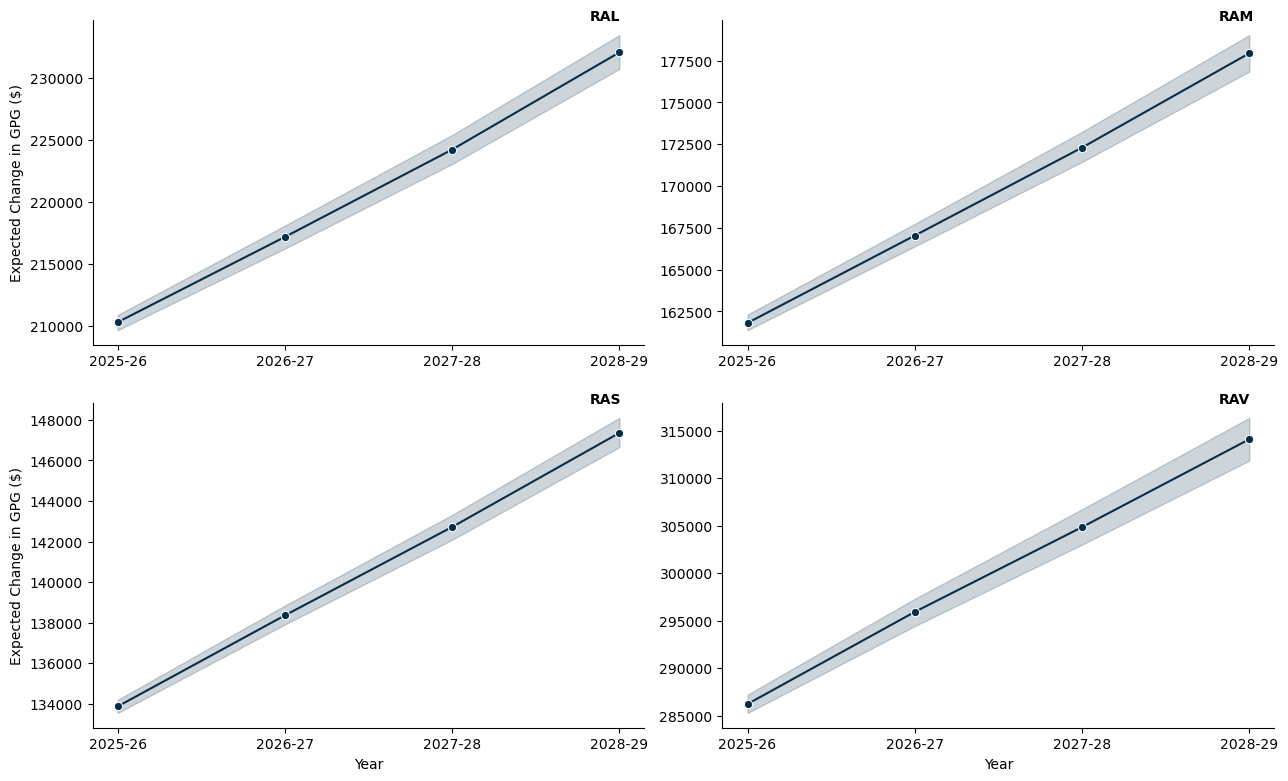 RAL
Expected Change in GPG ($)
230000
225000
220000
215000
210000
2025-26 2026-27 2027-28 2028-29
RAM
177500
175000
172500
170000
167500
165000
162500
2025-26 2026-27 2027-28 2028-29
RAS
Expected Change in GPG ($)
148000
146000
144000
142000
140000
138000
136000
134000
2025-26 2026-27 2027-28 2028-29
Year
RAV
315000
310000
305000
300000
295000
290000
285000
2025-26 2026-27 2027-28 2028-29
Year